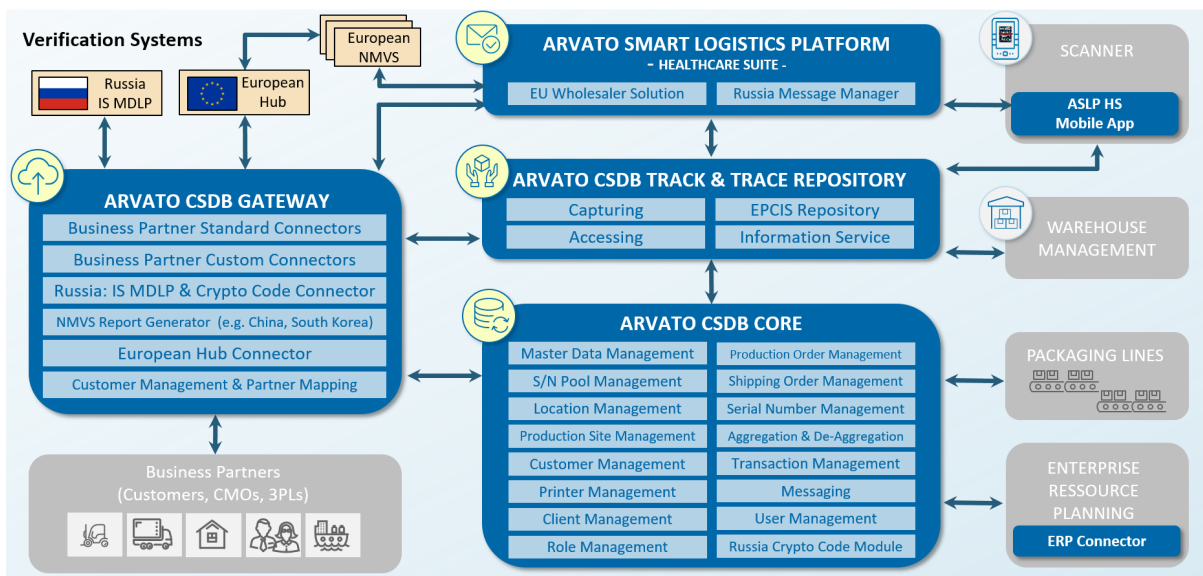 Verification Systems
Russia
IS MDLP
European
Hub
European
NMVS
ARVATO SMART LOGISTICS PLATFORM
– HEALTHCARE SUITE -
EU Wholesaler Solution
Russia Message Manager
SCANNER
ASLP HS
Mobile App
ARVATO CSDB GATEWAY
Business Partner Standard Connectors
Business Partner Custom Connectors
Russia: IS MDLP & Crypto Code Connector
NMVS Report Generator (e.g. China, South Korea)
European Hub Connector
Customer Management & Partner Mapping
ARVATO CSDB TRACK & TRACE REPOSITORY
Capturing
EPCIS Repository
Accessing
Information Service
WAREHOUSE
MANAGEMENT
ARVATO CSDB CORE
Master Data Management
Production Order Management
S/N Pool Management
Shipping Order Management
Location Management
Serial Number Management
Production Site Management
Aggregation & De-Aggregation
Customer Management
Transaction Management
Printer Management
Messaging
Client Management
User Management
Role Management
Russia Crypto Code Module
PACKAGING LINES
ENTERPRISE
RESSOURCE
PLANNING
ERP Connector
Business Partners
(Customers, CMOs, 3PLs)